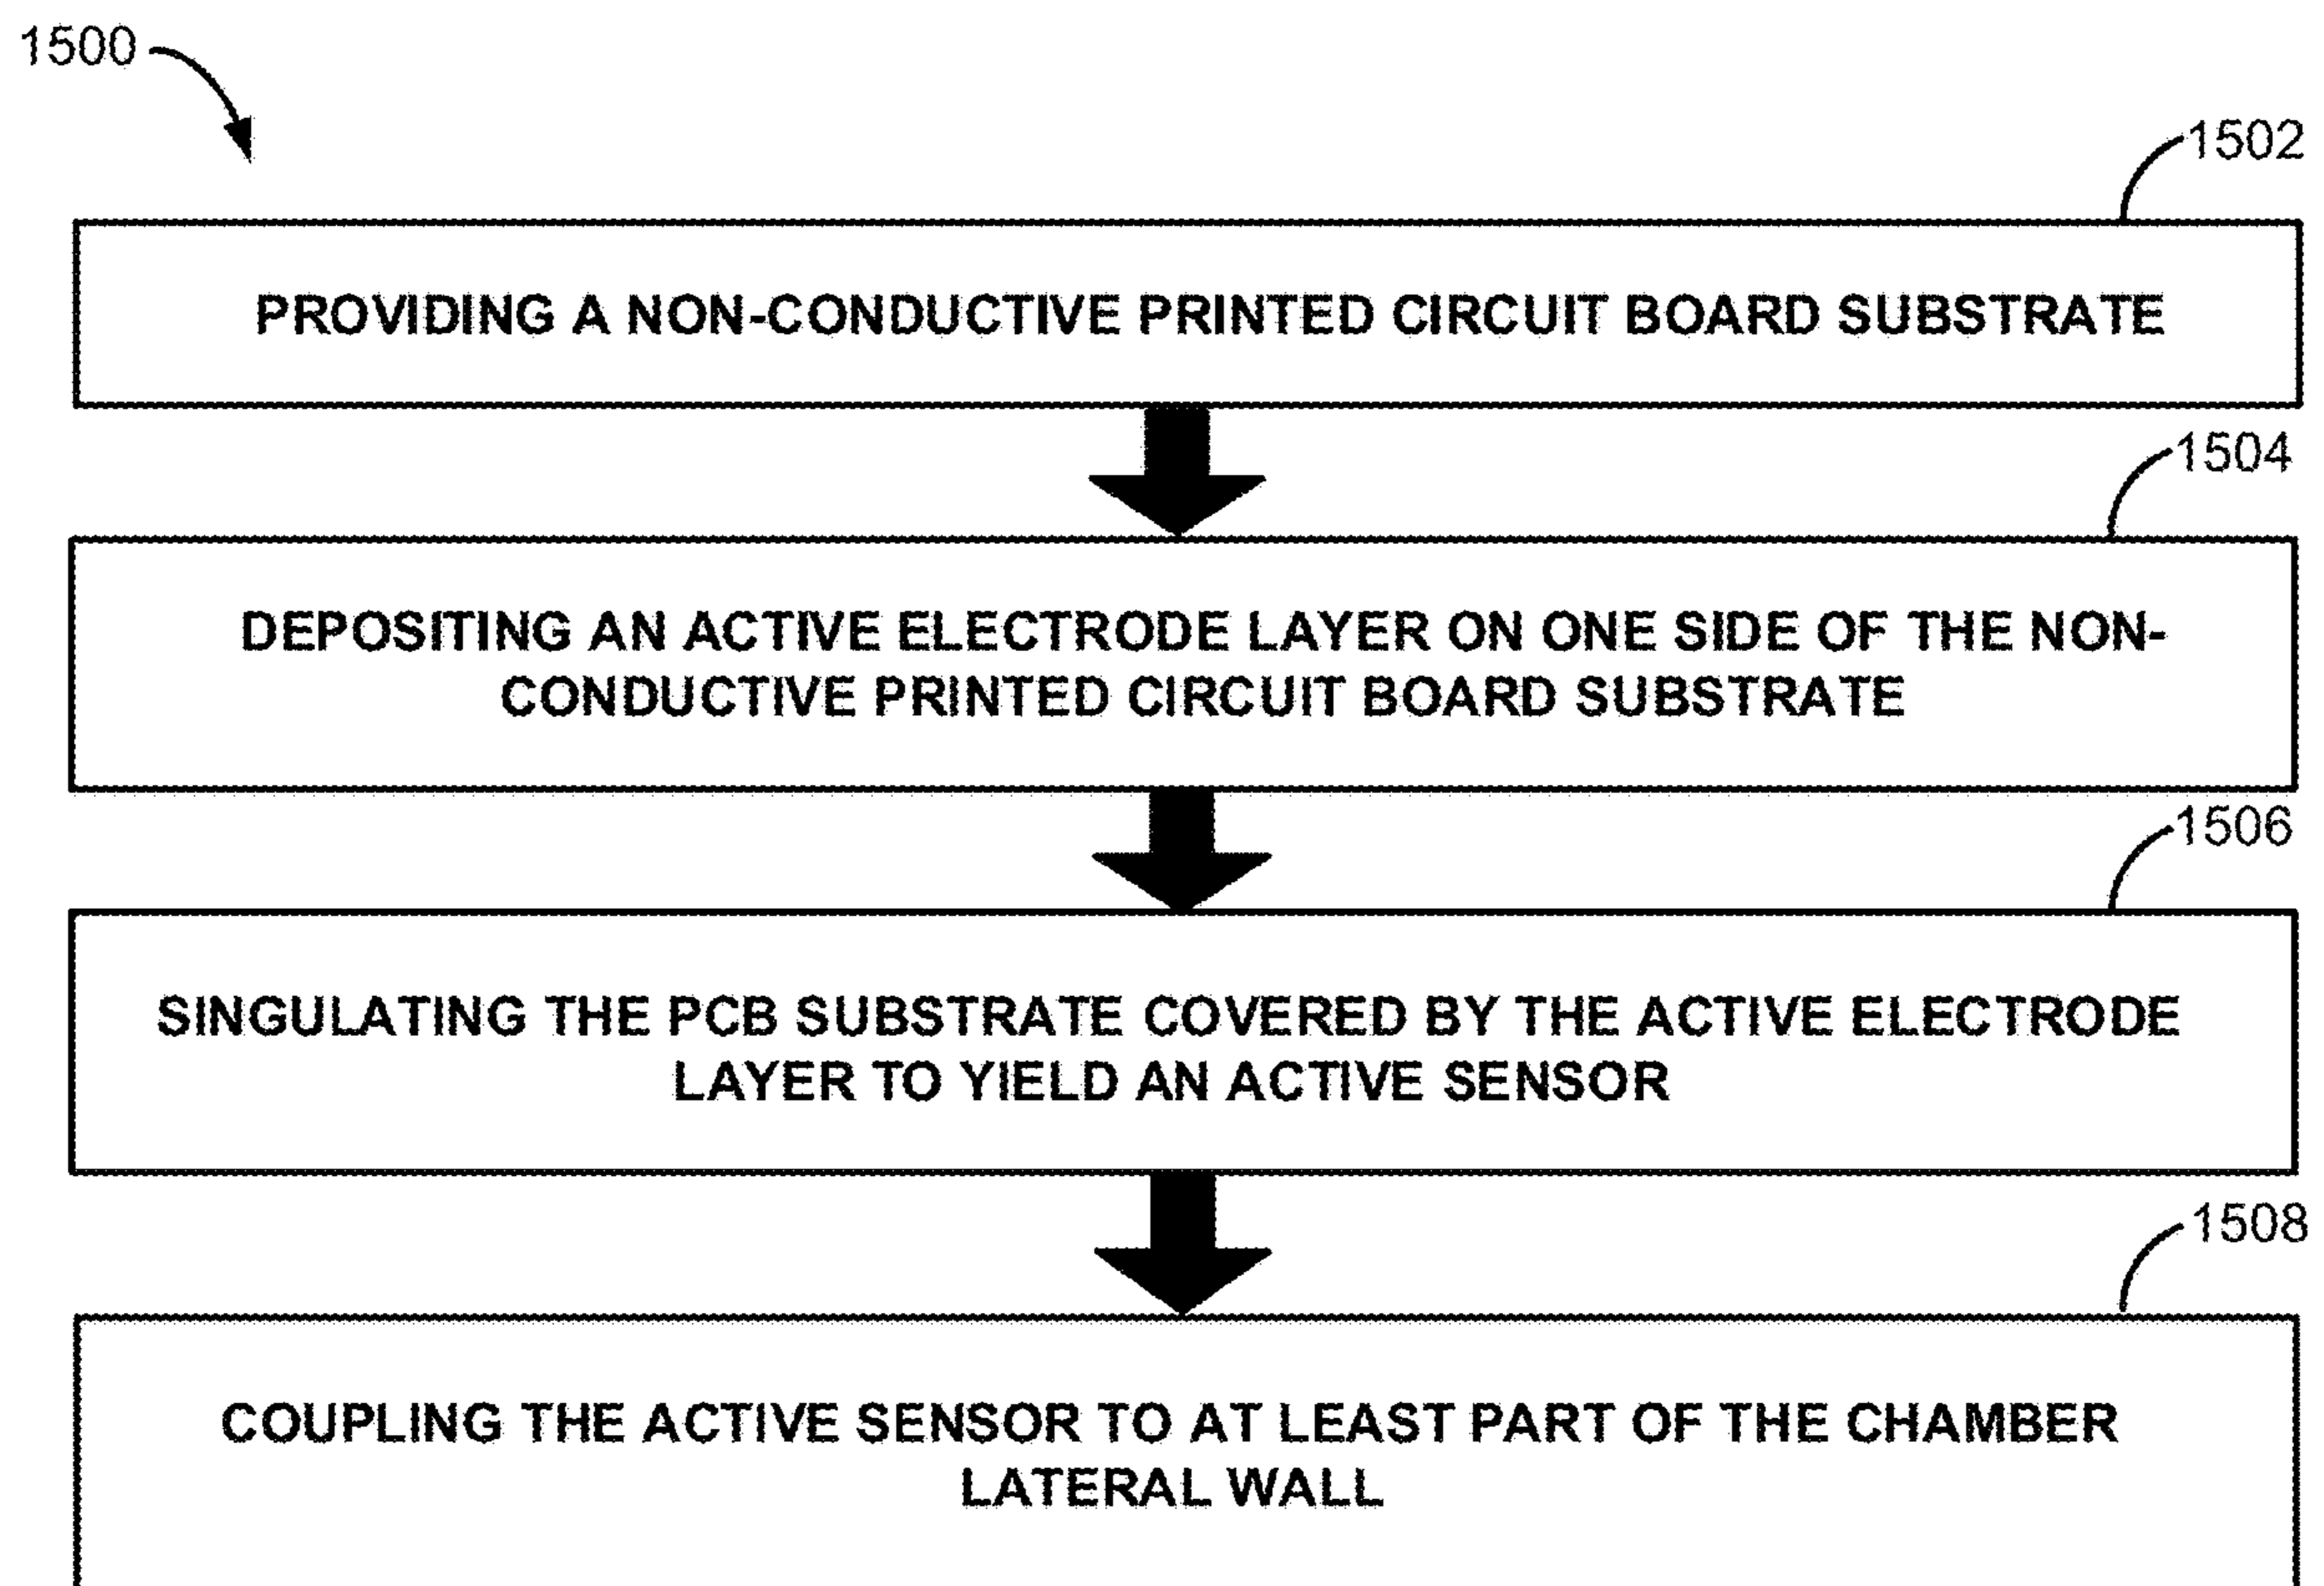 1500
1502
PROVIDING A NON-CONDUCTIVE PRINTED CIRCUIT BOARD SUBSTRATE
1504
DEPOSITING AN ACTIVE ELECTRODE LAYER ON ONE SIDE OF THE NON-
CONDUCTIVE PRINTED CIRCUIT BOARD SUBSTRATE
1506
SINGULATING THE PCB SUBSTRATE COVERED BY THE ACTIVE ELECTRODE
LAYER TO YIELD AN ACTIVE SENSOR
1508
COUPLING THE ACTIVE SENSOR TO AT LEAST PART OF THE CHAMBER
LATERAL WALL